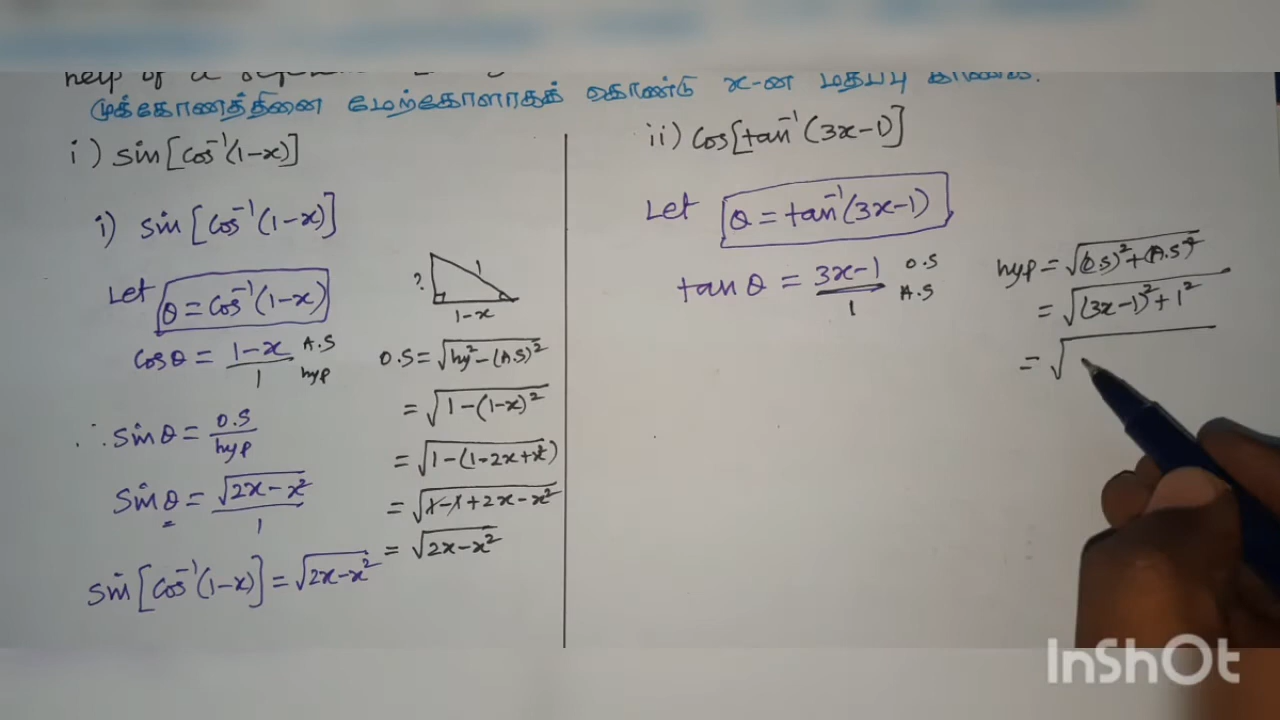 help of a
முக்கோணத்தினை மேற்கோளாகக் கொண்டு x-ன மதிப்பு காண்க.
i) sin[cos⁻¹(1-x)]
i) sin[cos⁻¹(1-x)]
Let θ = cos⁻¹(1-x)
cosθ = (1-x)/1 A.S hyp
∴ sinθ = O.S/hyp
sinθ = √(2x-x²)/1
sin[cos⁻¹(1-x)] = √(2x-x²)
? 1
1-x
O.S = √(hy² - (A.S)²)
= √(1-(1-x)²)
= √(1-(1-2x+x²))
= √(1-1+2x-x²)
= √(2x-x²)
ii) cos[tan⁻¹(3x-1)]
Let θ = tan⁻¹(3x-1)
tanθ = (3x-1)/1 O.S A.S
hyp = √((O.S)²+(A.S)²)
= √((3x-1)²+1²)
= √
InShOt